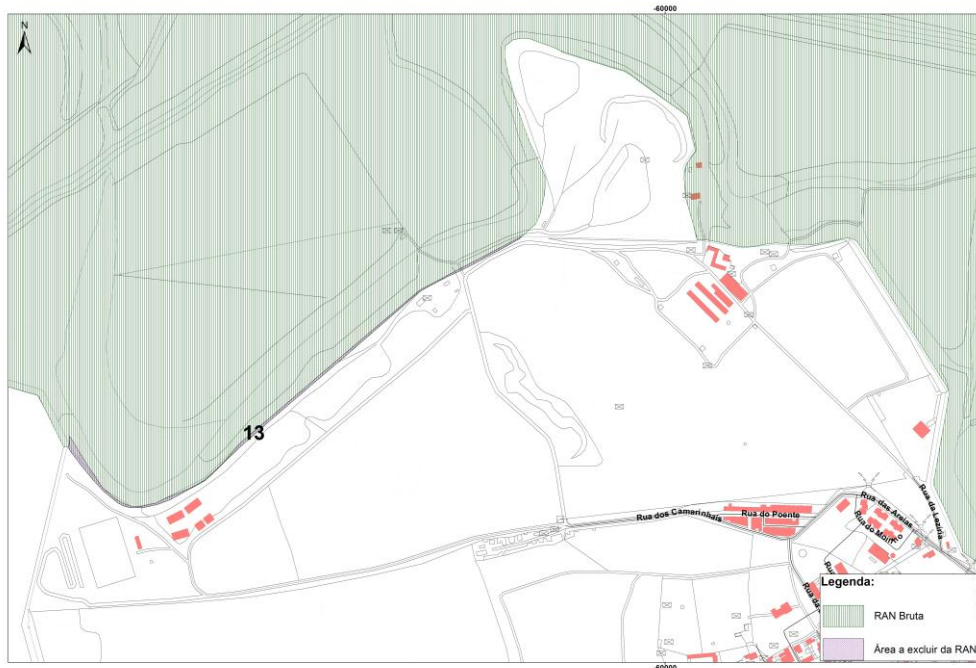 -60000
N
13
Rua dos Camarinhais
Rua do Poente
Rua das Areias
Rua da Lezíria
Legenda:
RAN Bruta
Área a excluir da RAN
-60000